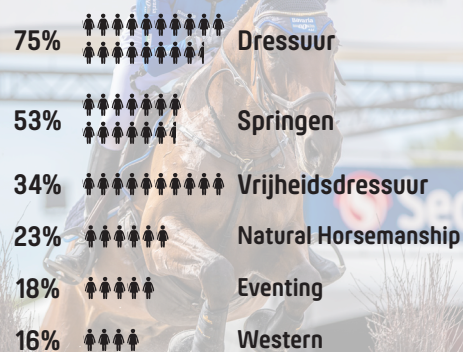 75% Dressuur
53% Springen
34% Vrijheidsdressuur
23% Natural Horsemanship
18% Eventing
16% Western